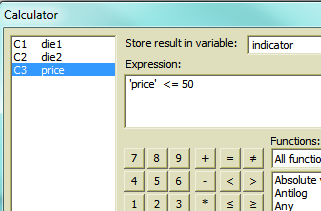 Calculator
C1 die1
C2 die2
C3 price
Store result in variable: indicator
Expression:
'price' <= 50
Functions:
7 8 9 + = ≠
All functio
4 5 6 - < >
Absolute v
Antilog
1 2 3 * ≤ ≥
Any